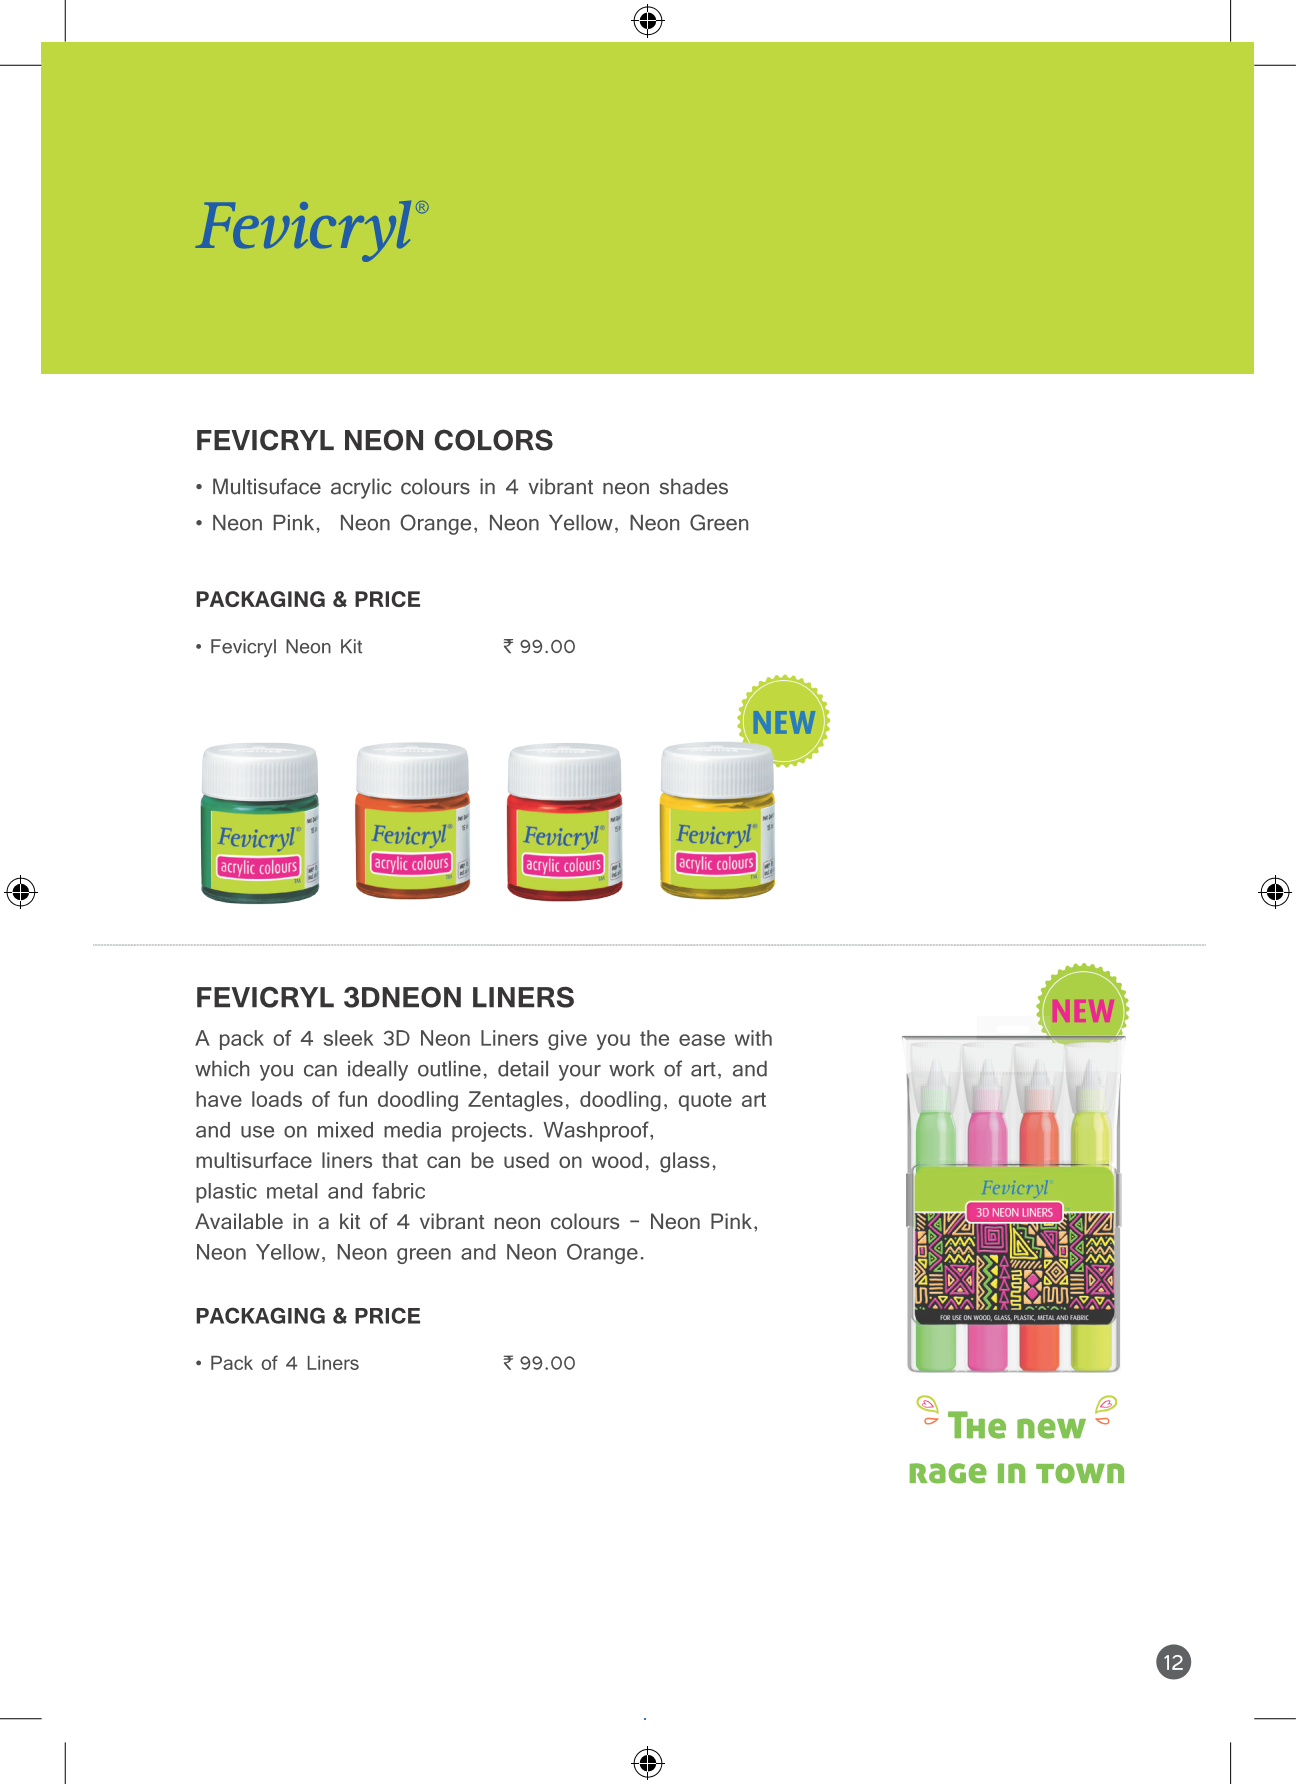 Fevicryl®
FEVICRYL NEON COLORS
• Multisuface acrylic colours in 4 vibrant neon shades
• Neon Pink, Neon Orange, Neon Yellow, Neon Green
PACKAGING & PRICE
• Fevicryl Neon Kit ₹ 99.00
NEW
Fevicryl® Fevicryl® Fevicryl® Fevicryl®
acrylic colours acrylic colours acrylic colours acrylic colours
FEVICRYL 3DNEON LINERS
A pack of 4 sleek 3D Neon Liners give you the ease with
which you can ideally outline, detail your work of art, and
have loads of fun doodling Zentagles, doodling, quote art
and use on mixed media projects. Washproof,
multisurface liners that can be used on wood, glass,
plastic metal and fabric
Available in a kit of 4 vibrant neon colours – Neon Pink,
Neon Yellow, Neon green and Neon Orange.
PACKAGING & PRICE
• Pack of 4 Liners ₹ 99.00
NEW
Fevicryl®
3D NEON LINERS
FOR USE ON WOOD, GLASS, PLASTIC, METAL AND FABRIC
The new
Rage in Town
12